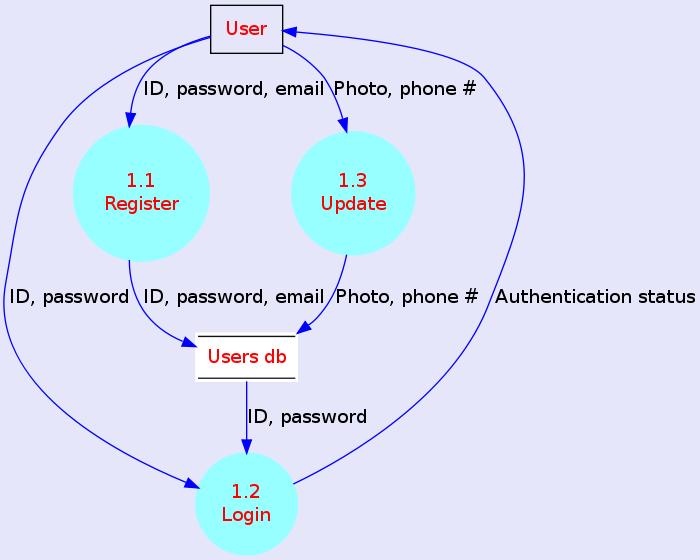 User
ID, password, email
Photo, phone #
1.1
Register
1.3
Update
ID, password
ID, password, email
Photo, phone #
Authentication status
Users db
ID, password
1.2
Login